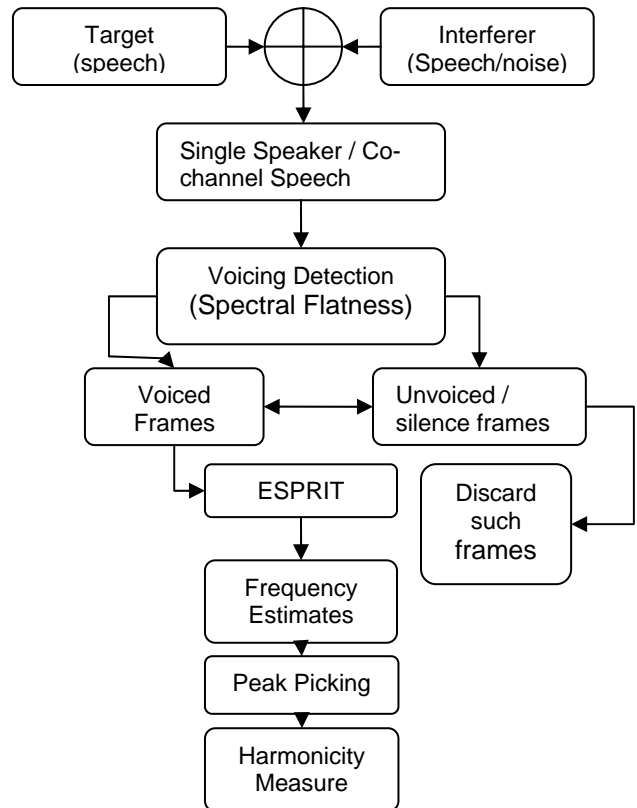 Target
(speech)
Interferer
(Speech/noise)
Single Speaker / Co-
channel Speech
Voicing Detection
(Spectral Flatness)
Voiced
Frames
Unvoiced /
silence frames
ESPRIT
Discard
such
frames
Frequency
Estimates
Peak Picking
Harmonicity
Measure